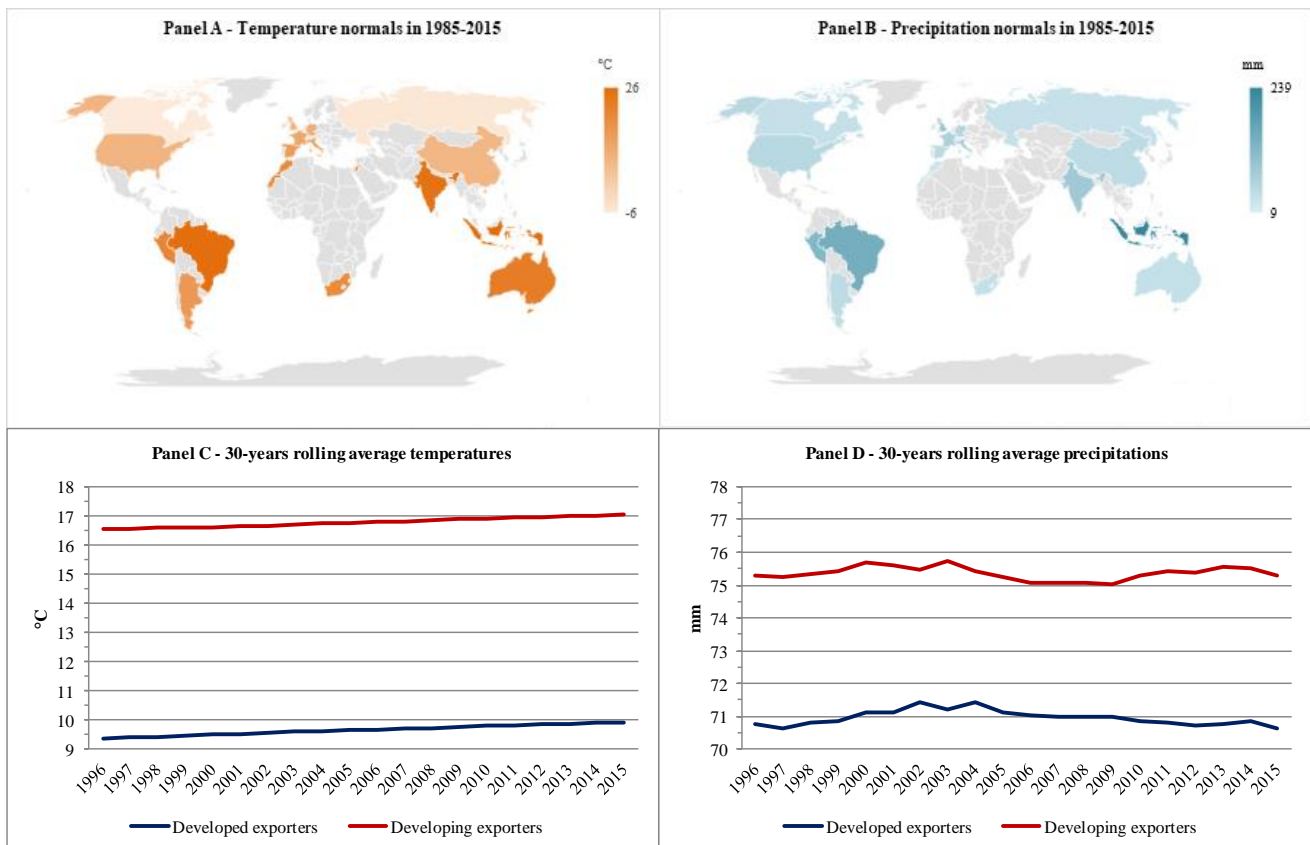 Panel A - Temperature normals in 1985-2015
°C
26
-6
Panel B - Precipitation normals in 1985-2015
mm
239
9
Panel C - 30-years rolling average temperatures
18
17
16
15
14
13
12
11
10
9
°C
1996 1997 1998 1999 2000 2001 2002 2003 2004 2005 2006 2007 2008 2009 2010 2011 2012 2013 2014 2015
Developed exporters Developing exporters
Panel D - 30-years rolling average precipitations
78
77
76
75
74
73
72
71
70
mm
1996 1997 1998 1999 2000 2001 2002 2003 2004 2005 2006 2007 2008 2009 2010 2011 2012 2013 2014 2015
Developed exporters Developing exporters